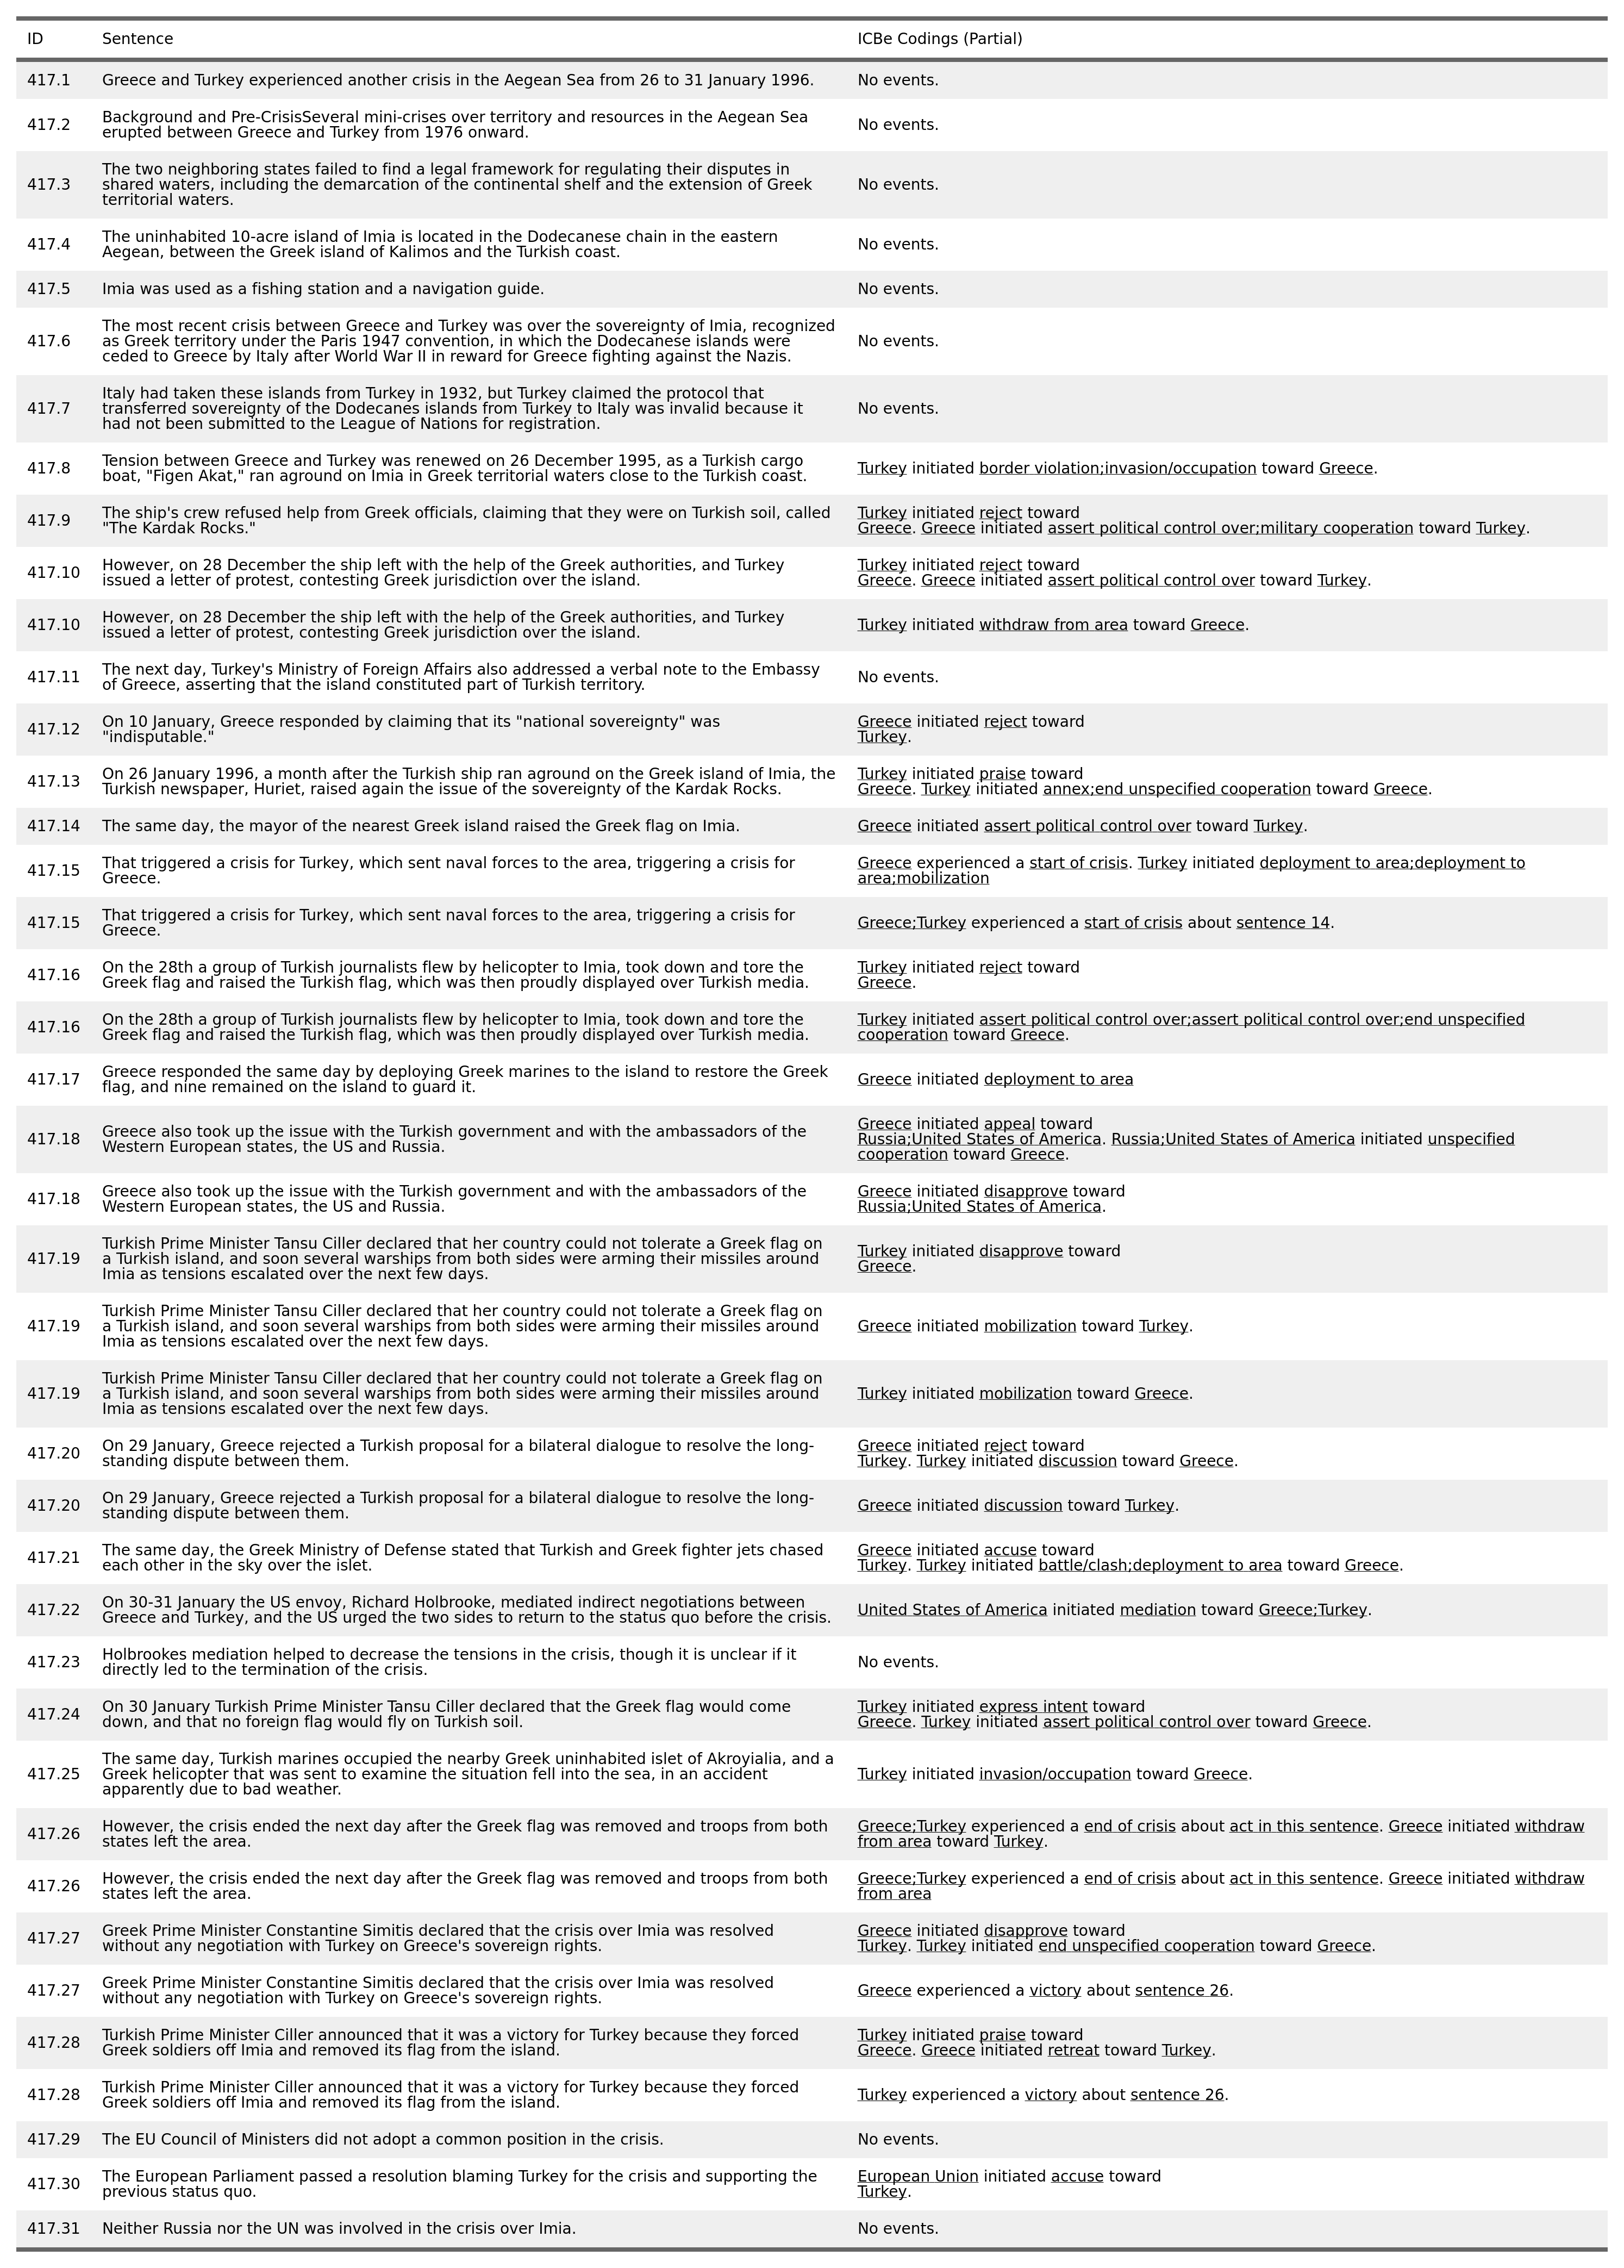 ID Sentence ICBe Codings (Partial)
417.1 Greece and Turkey experienced another crisis in the Aegean Sea from 26 to 31 January 1996. No events.
417.2 Background and Pre-CrisisSeveral mini-crises over territory and resources in the Aegean Sea
erupted between Greece and Turkey from 1976 onward. No events.
417.3 The two neighboring states failed to find a legal framework for regulating their disputes in
shared waters, including the demarcation of the continental shelf and the extension of Greek
territorial waters. No events.
417.4 The uninhabited 10-acre island of Imia is located in the Dodecanese chain in the eastern
Aegean, between the Greek island of Kalimos and the Turkish coast. No events.
417.5 Imia was used as a fishing station and a navigation guide. No events.
417.6 The most recent crisis between Greece and Turkey was over the sovereignty of Imia, recognized
as Greek territory under the Paris 1947 convention, in which the Dodecanese islands were
ceded to Greece by Italy after World War II in reward for Greece fighting against the Nazis. No events.
417.7 Italy had taken these islands from Turkey in 1932, but Turkey claimed the protocol that
transferred sovereignty of the Dodecanes islands from Turkey to Italy was invalid because it
had not been submitted to the League of Nations for registration. No events.
417.8 Tension between Greece and Turkey was renewed on 26 December 1995, as a Turkish cargo
boat, "Figen Akat," ran aground on Imia in Greek territorial waters close to the Turkish coast.
Turkey initiated border violation;invasion/occupation toward Greece.
417.9 The ship's crew refused help from Greek officials, claiming that they were on Turkish soil, called
"The Kardak Rocks."
Turkey initiated reject toward
Greece. Greece initiated assert political control over;military cooperation toward Turkey.
417.10 However, on 28 December the ship left with the help of the Greek authorities, and Turkey
issued a letter of protest, contesting Greek jurisdiction over the island.
Turkey initiated reject toward
Greece. Greece initiated assert political control over toward Turkey.
417.10 However, on 28 December the ship left with the help of the Greek authorities, and Turkey
issued a letter of protest, contesting Greek jurisdiction over the island.
Turkey initiated withdraw from area toward Greece.
417.11 The next day, Turkey's Ministry of Foreign Affairs also addressed a verbal note to the Embassy
of Greece, asserting that the island constituted part of Turkish territory. No events.
417.12 On 10 January, Greece responded by claiming that its "national sovereignty" was
"indisputable."
Greece initiated reject toward
Turkey.
417.13 On 26 January 1996, a month after the Turkish ship ran aground on the Greek island of Imia, the
Turkish newspaper, Huriet, raised again the issue of the sovereignty of the Kardak Rocks.
Turkey initiated praise toward
Greece. Turkey initiated annex;end unspecified cooperation toward Greece.
417.14 The same day, the mayor of the nearest Greek island raised the Greek flag on Imia. Greece initiated assert political control over toward Turkey.
417.15 That triggered a crisis for Turkey, which sent naval forces to the area, triggering a crisis for
Greece.
Greece experienced a start of crisis. Turkey initiated deployment to area;deployment to
area;mobilization
417.15 That triggered a crisis for Turkey, which sent naval forces to the area, triggering a crisis for
Greece.
Greece;Turkey experienced a start of crisis about sentence 14.
417.16 On the 28th a group of Turkish journalists flew by helicopter to Imia, took down and tore the
Greek flag and raised the Turkish flag, which was then proudly displayed over Turkish media.
Turkey initiated reject toward
Greece.
417.16 On the 28th a group of Turkish journalists flew by helicopter to Imia, took down and tore the
Greek flag and raised the Turkish flag, which was then proudly displayed over Turkish media.
Turkey initiated assert political control over;assert political control over;end unspecified
cooperation toward Greece.
417.17 Greece responded the same day by deploying Greek marines to the island to restore the Greek
flag, and nine remained on the island to guard it.
Greece initiated deployment to area
417.18 Greece also took up the issue with the Turkish government and with the ambassadors of the
Western European states, the US and Russia.
Greece initiated appeal toward
Russia;United States of America. Russia;United States of America initiated unspecified
cooperation toward Greece.
417.18 Greece also took up the issue with the Turkish government and with the ambassadors of the
Western European states, the US and Russia.
Greece initiated disapprove toward
Russia;United States of America.
417.19 Turkish Prime Minister Tansu Ciller declared that her country could not tolerate a Greek flag on
a Turkish island, and soon several warships from both sides were arming their missiles around
Imia as tensions escalated over the next few days.
Turkey initiated disapprove toward
Greece.
417.19 Turkish Prime Minister Tansu Ciller declared that her country could not tolerate a Greek flag on
a Turkish island, and soon several warships from both sides were arming their missiles around
Imia as tensions escalated over the next few days.
Greece initiated mobilization toward Turkey.
417.19 Turkish Prime Minister Tansu Ciller declared that her country could not tolerate a Greek flag on
a Turkish island, and soon several warships from both sides were arming their missiles around
Imia as tensions escalated over the next few days.
Turkey initiated mobilization toward Greece.
417.20 On 29 January, Greece rejected a Turkish proposal for a bilateral dialogue to resolve the long-
standing dispute between them.
Greece initiated reject toward
Turkey. Turkey initiated discussion toward Greece.
417.20 On 29 January, Greece rejected a Turkish proposal for a bilateral dialogue to resolve the long-
standing dispute between them.
Greece initiated discussion toward Turkey.
417.21 The same day, the Greek Ministry of Defense stated that Turkish and Greek fighter jets chased
each other in the sky over the islet.
Greece initiated accuse toward
Turkey. Turkey initiated battle/clash;deployment to area toward Greece.
417.22 On 30-31 January the US envoy, Richard Holbrooke, mediated indirect negotiations between
Greece and Turkey, and the US urged the two sides to return to the status quo before the crisis.
United States of America initiated mediation toward Greece;Turkey.
417.23 Holbrookes mediation helped to decrease the tensions in the crisis, though it is unclear if it
directly led to the termination of the crisis. No events.
417.24 On 30 January Turkish Prime Minister Tansu Ciller declared that the Greek flag would come
down, and that no foreign flag would fly on Turkish soil.
Turkey initiated express intent toward
Greece. Turkey initiated assert political control over toward Greece.
417.25 The same day, Turkish marines occupied the nearby Greek uninhabited islet of Akroyialia, and a
Greek helicopter that was sent to examine the situation fell into the sea, in an accident
apparently due to bad weather.
Turkey initiated invasion/occupation toward Greece.
417.26 However, the crisis ended the next day after the Greek flag was removed and troops from both
states left the area.
Greece;Turkey experienced a end of crisis about act in this sentence. Greece initiated withdraw
from area toward Turkey.
417.26 However, the crisis ended the next day after the Greek flag was removed and troops from both
states left the area.
Greece;Turkey experienced a end of crisis about act in this sentence. Greece initiated withdraw
from area
417.27 Greek Prime Minister Constantine Simitis declared that the crisis over Imia was resolved
without any negotiation with Turkey on Greece's sovereign rights.
Greece initiated disapprove toward
Turkey. Turkey initiated end unspecified cooperation toward Greece.
417.27 Greek Prime Minister Constantine Simitis declared that the crisis over Imia was resolved
without any negotiation with Turkey on Greece's sovereign rights.
Greece experienced a victory about sentence 26.
417.28 Turkish Prime Minister Ciller announced that it was a victory for Turkey because they forced
Greek soldiers off Imia and removed its flag from the island.
Turkey initiated praise toward
Greece. Greece initiated retreat toward Turkey.
417.28 Turkish Prime Minister Ciller announced that it was a victory for Turkey because they forced
Greek soldiers off Imia and removed its flag from the island.
Turkey experienced a victory about sentence 26.
417.29 The EU Council of Ministers did not adopt a common position in the crisis. No events.
417.30 The European Parliament passed a resolution blaming Turkey for the crisis and supporting the
previous status quo.
European Union initiated accuse toward
Turkey.
417.31 Neither Russia nor the UN was involved in the crisis over Imia. No events.